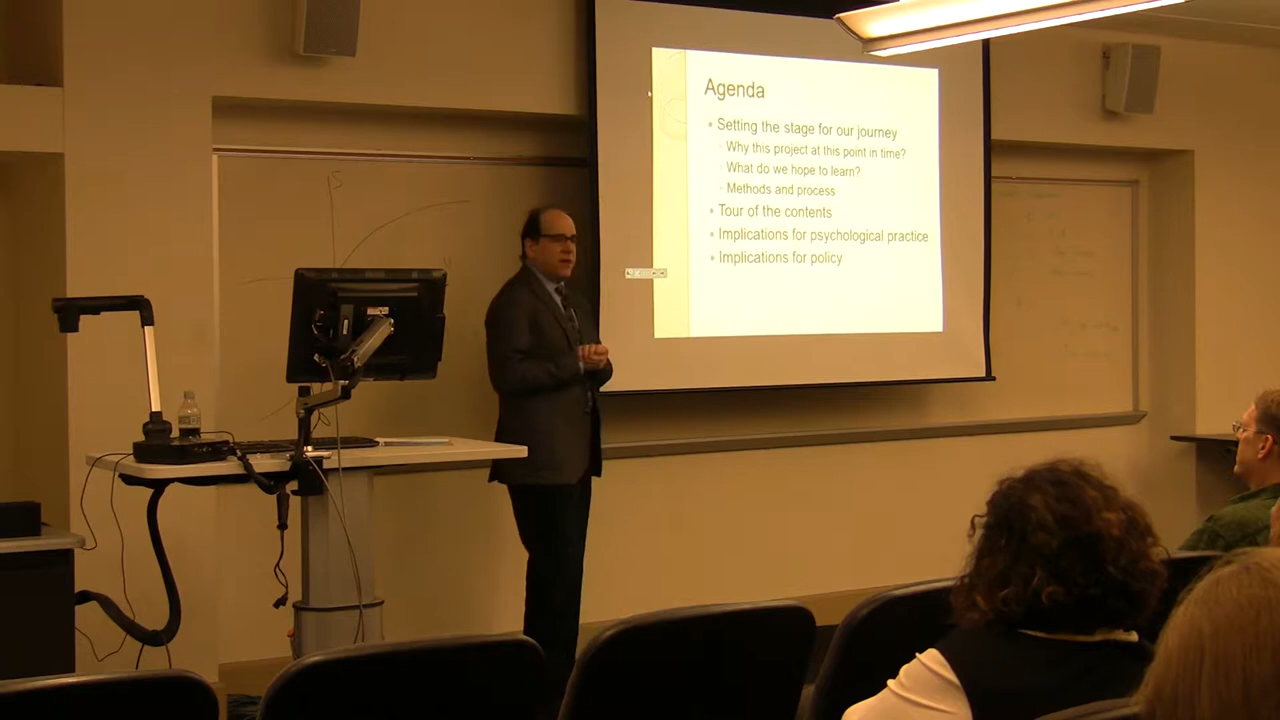 Agenda
• Setting the stage for our journey
◦ Why this project at this point in time?
◦ What do we hope to learn?
◦ Methods and process
• Tour of the contents
• Implications for psychological practice
• Implications for policy